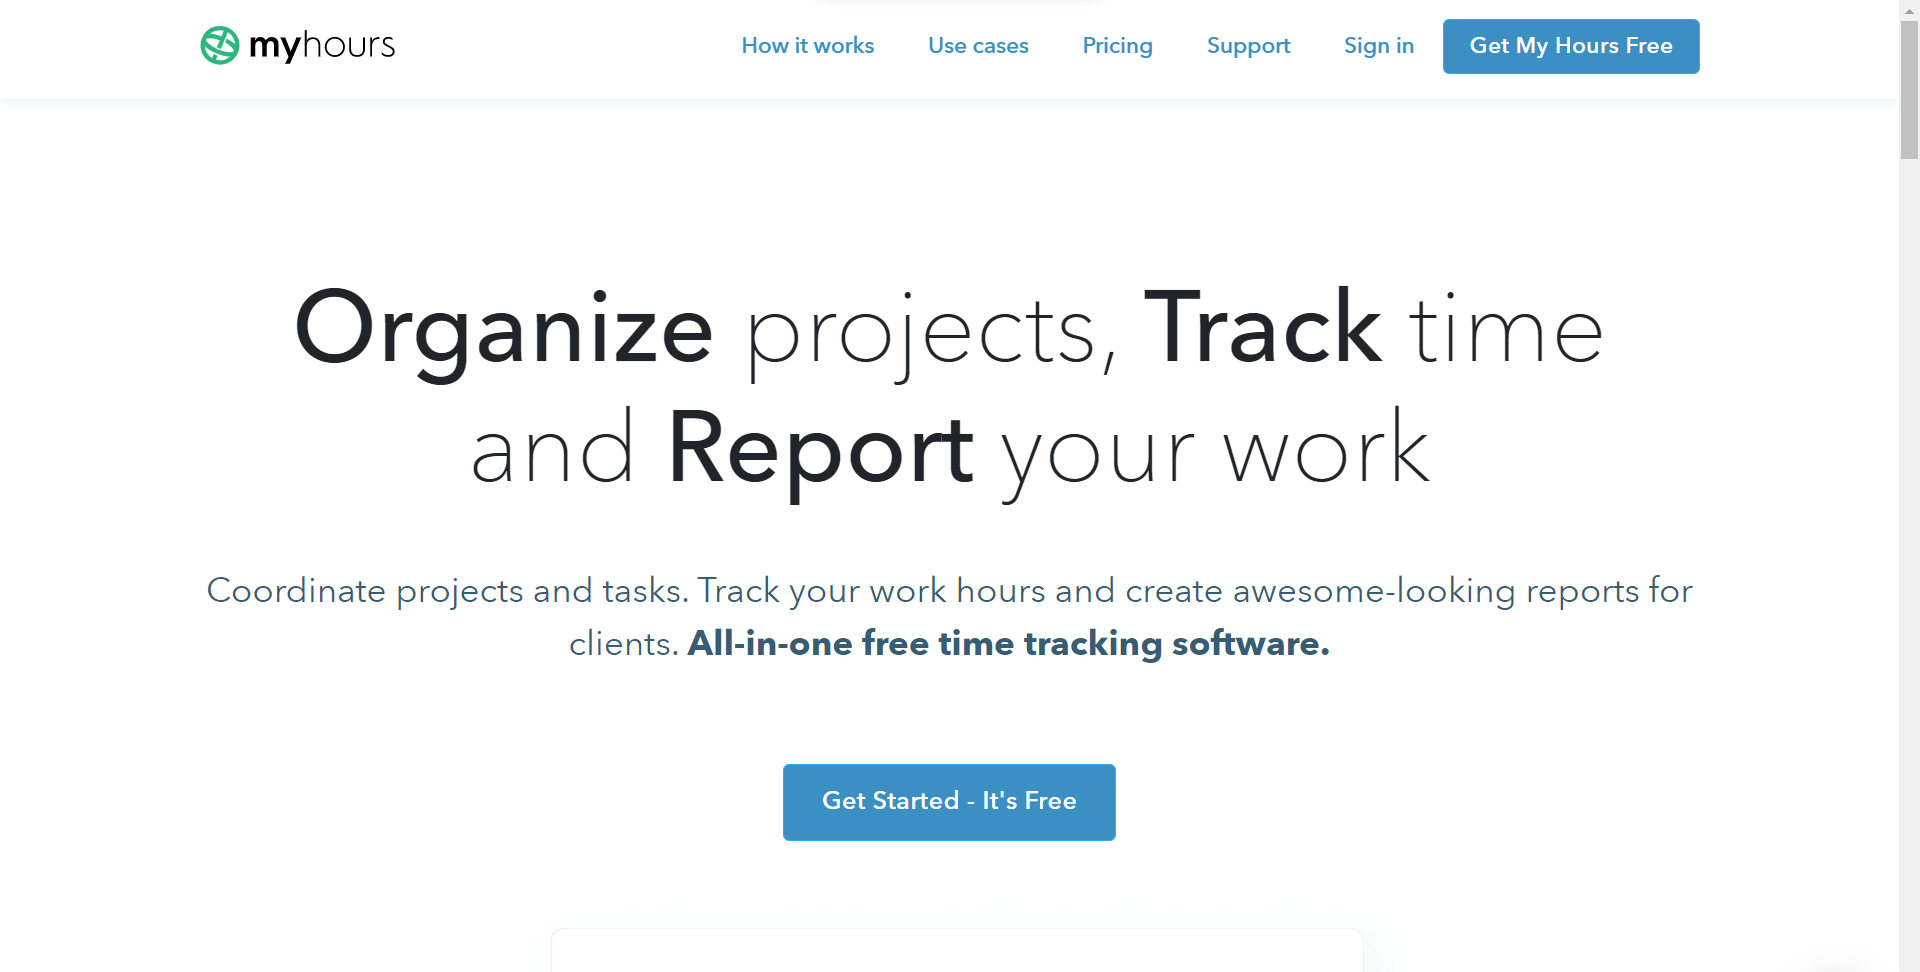 myhours
How it works
Use cases
Pricing
Support
Sign in
Get My Hours Free
Organize projects, Track time
and Report your work
Coordinate projects and tasks. Track your work hours and create awesome-looking reports for
clients. All-in-one free time tracking software.
Get Started - It's Free